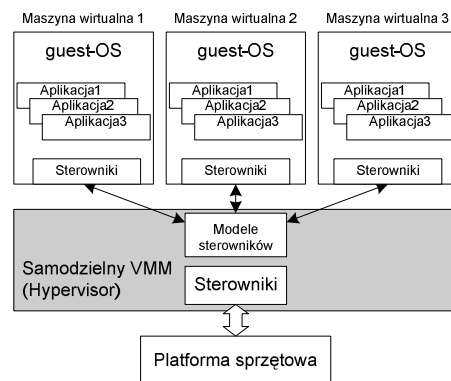 Maszyna wirtualna 1
Maszyna wirtualna 2
Maszyna wirtualna 3
guest-OS
guest-OS
guest-OS
Aplikacja1
Aplikacja2
Aplikacja3
Aplikacja1
Aplikacja2
Aplikacja3
Aplikacja1
Aplikacja2
Aplikacja3
Sterowniki
Sterowniki
Sterowniki
Modele
sterowników
Samodzielny VMM
(Hypervisor)
Sterowniki
Platforma sprzętowa